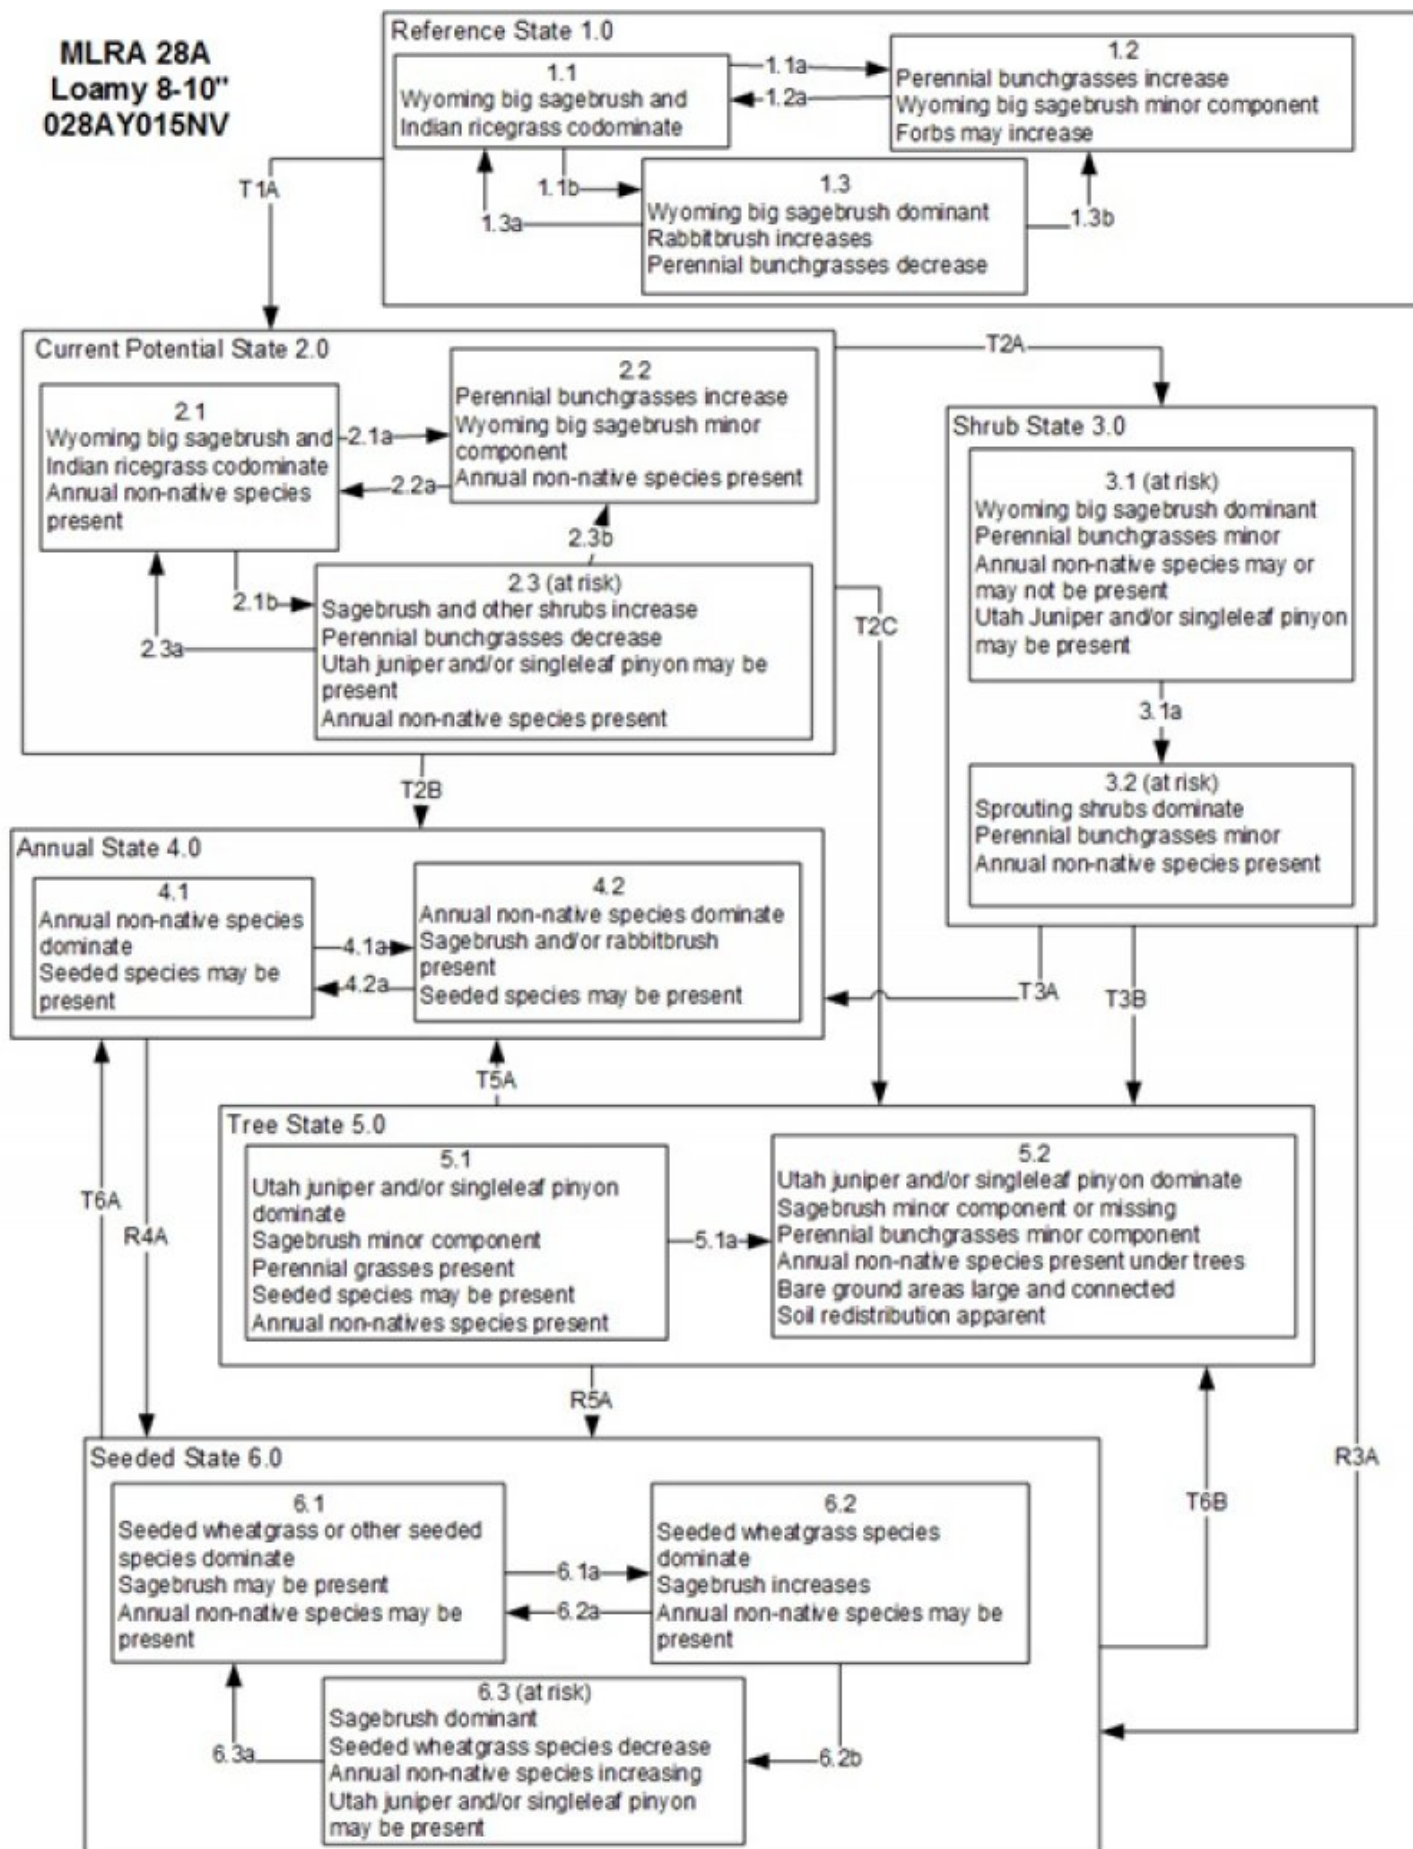 MLRA 28A
Loamy 8-10"
028AY015NV
Reference State 1.0
1.1
Wyoming big sagebrush and
Indian ricegrass codominate
1.1a
1.2a
1.2
Perennial bunchgrasses increase
Wyoming big sagebrush minor component
Forbs may increase
1.1b
1.3a
1.3
Wyoming big sagebrush dominant
Rabbitbrush increases
Perennial bunchgrasses decrease
1.3b
T1A
Current Potential State 2.0
2.1
Wyoming big sagebrush and
Indian ricegrass codominate
Annual non-native species
present
2.1a
2.2a
2.2
Perennial bunchgrasses increase
Wyoming big sagebrush minor
component
Annual non-native species present
2.3b
2.1b
2.3a
2.3 (at risk)
Sagebrush and other shrubs increase
Perennial bunchgrasses decrease
Utah juniper and/or singleleaf pinyon may be
present
Annual non-native species present
T2A
T2C
T2B
Shrub State 3.0
3.1 (at risk)
Wyoming big sagebrush dominant
Perennial bunchgrasses minor
Annual non-native species may or
may not be present
Utah Juniper and/or singleleaf pinyon
may be present
3.1a
3.2 (at risk)
Sprouting shrubs dominate
Perennial bunchgrasses minor
Annual non-native species present
Annual State 4.0
4.1
Annual non-native species
dominate
Seeded species may be
present
4.1a
4.2a
4.2
Annual non-native species dominate
Sagebrush and/or rabbitbrush
present
Seeded species may be present
T3A
T3B
T5A
Tree State 5.0
5.1
Utah juniper and/or singleleaf pinyon
dominate
Sagebrush minor component
Perennial grasses present
Seeded species may be present
Annual non-natives species present
5.1a
5.2
Utah juniper and/or singleleaf pinyon dominate
Sagebrush minor component or missing
Perennial bunchgrasses minor component
Annual non-native species present under trees
Bare ground areas large and connected
Soil redistribution apparent
T6A
R4A
R5A
R3A
T6B
Seeded State 6.0
6.1
Seeded wheatgrass or other seeded
species dominate
Sagebrush may be present
Annual non-native species may be
present
6.1a
6.2a
6.2
Seeded wheatgrass species
dominate
Sagebrush increases
Annual non-native species may be
present
6.3a
6.3 (at risk)
Sagebrush dominant
Seeded wheatgrass species decrease
Annual non-native species increasing
Utah juniper and/or singleleaf pinyon
may be present
6.2b